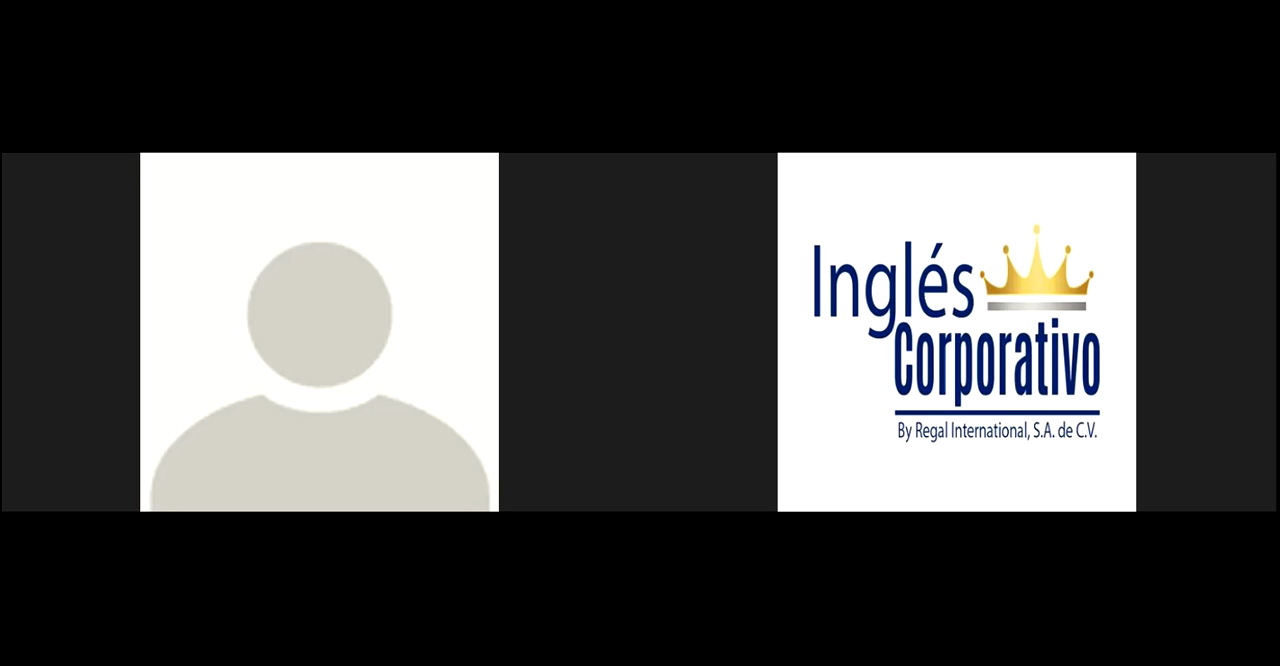 Inglés
Corporativo
By Regal International, S.A. de C.V.